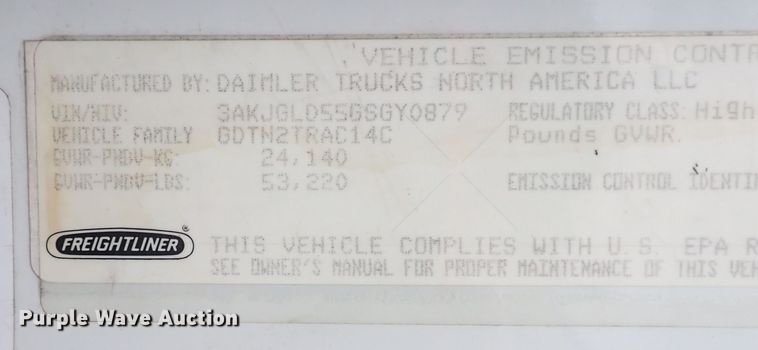 VEHICLE EMISSION CONTR
MANUFACTURED BY: DAIMLER TRUCKS NORTH AMERICA LLC
VIN/NIV: 3AKJGLD55GSGY0879 REGULATORY CLASS: High
VEHICLE FAMILY GDTN2TRAC14C Pounds GVWR.
GVWR-PNBV-KG: 24,140
GVWR-PNBV-LBS: 53,220 EMISSION CONTROL IDENTI
FREIGHTLINER ® THIS VEHICLE COMPLIES WITH U.S. EPA R
SEE OWNER'S MANUAL FOR PROPER MAINTENANCE OF THIS VEH
Purple Wave Auction